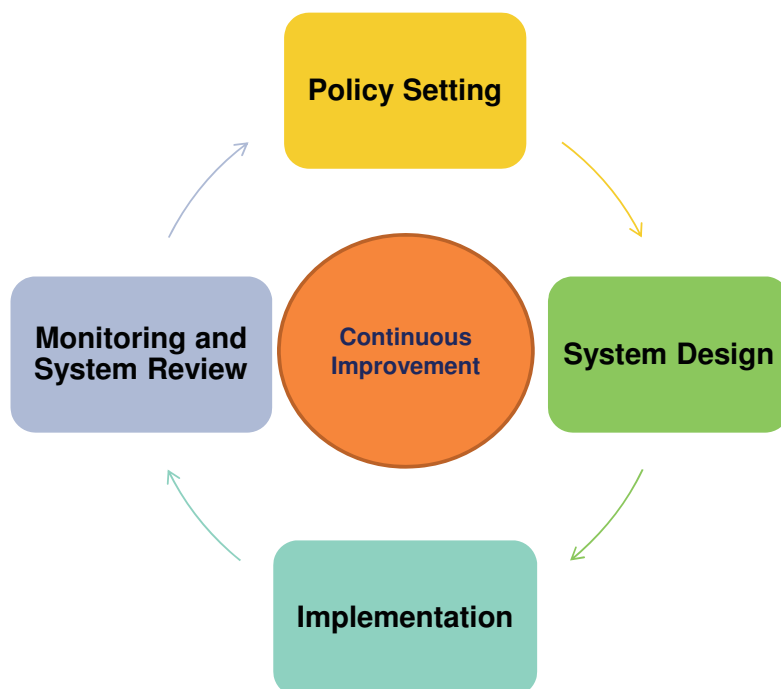 Policy Setting
Monitoring and
System Review
Continuous
Improvement
System Design
Implementation